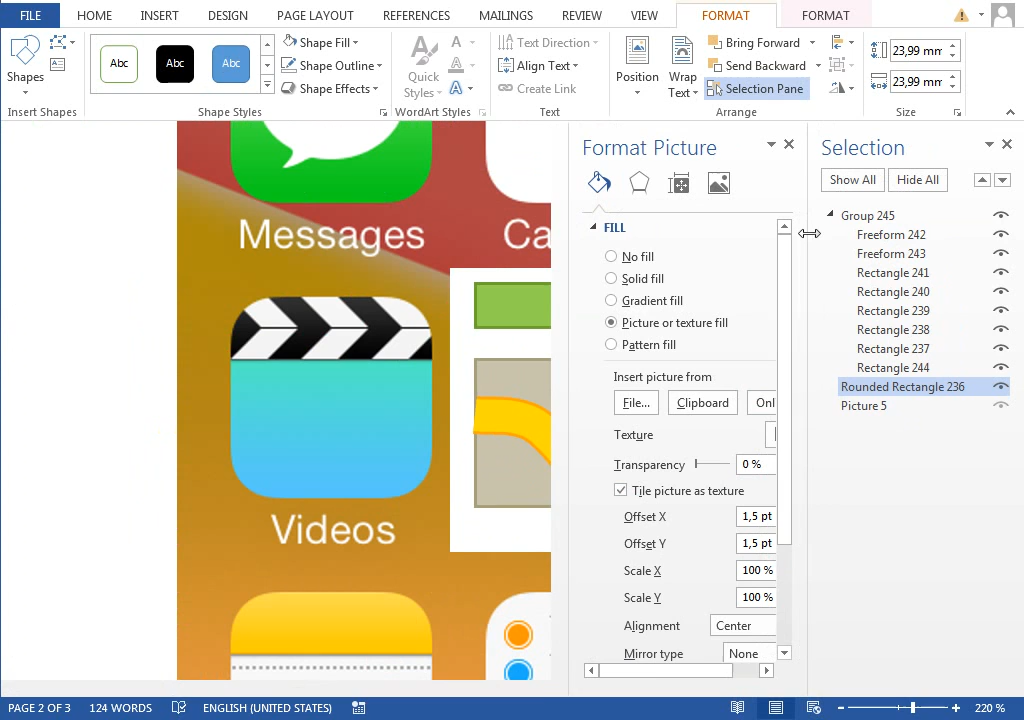 FILE HOME INSERT DESIGN PAGE LAYOUT REFERENCES MAILINGS REVIEW VIEW FORMAT FORMAT
Shapes
Abc Abc Abc
Shape Fill
Shape Outline
Shape Effects
Quick
Styles
A
A
A
Text Direction
Align Text
Create Link
Position
Wrap
Text
Bring Forward
Send Backward
Selection Pane
23,99 mm
23,99 mm
Insert Shapes Shape Styles WordArt Styles Text Arrange Size
Messages
Ca
Videos
Format Picture
FILL
No fill
Solid fill
Gradient fill
Picture or texture fill
Pattern fill
Insert picture from
File... Clipboard Onl
Texture
Transparency 0 %
Tile picture as texture
Offset X 1,5 pt
Offset Y 1,5 pt
Scale X 100 %
Scale Y 100 %
Alignment Center
Mirror type None
Selection
Show All Hide All
Group 245
Freeform 242
Freeform 243
Rectangle 241
Rectangle 240
Rectangle 239
Rectangle 238
Rectangle 237
Rectangle 244
Rounded Rectangle 236
Picture 5
PAGE 2 OF 3 124 WORDS ENGLISH (UNITED STATES) 220 %